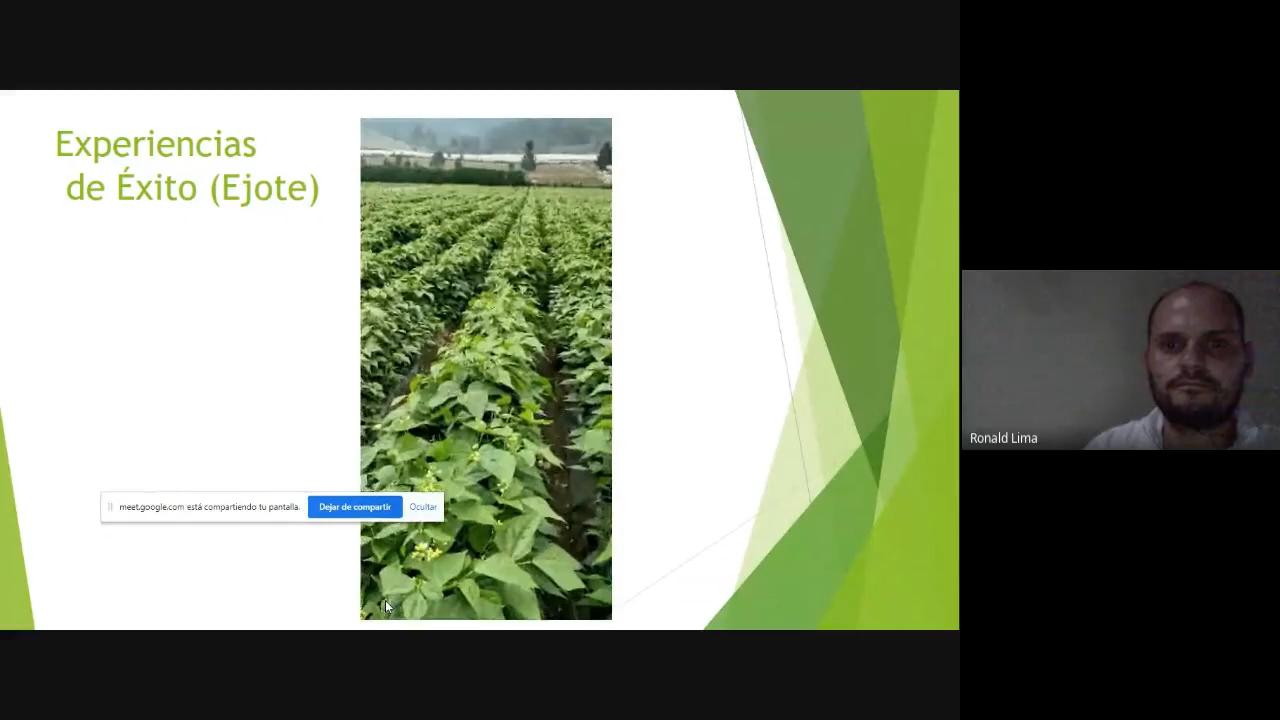 Experiencias
de Éxito (Ejote)
meet.google.com está compartiendo tu pantalla.
Dejar de compartir
Ocultar
Ronald Lima